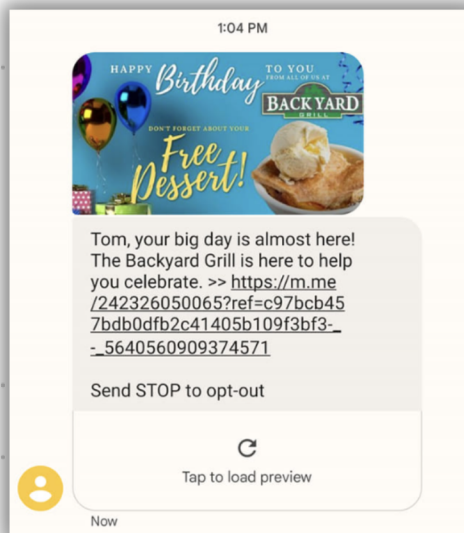 1:04 PM
HAPPY Birthday TO YOU
FROM ALL OF US AT
BACK YARD
GRILL
DON'T FORGET ABOUT YOUR
Free
Dessert!
Tom, your big day is almost here!
The Backyard Grill is here to help
you celebrate. >> https://m.me
/242326050065?ref=c97bcb45
7bdb0dfb2c41405b109f3bf3-_
-_5640560909374571
Send STOP to opt-out
Tap to load preview
Now